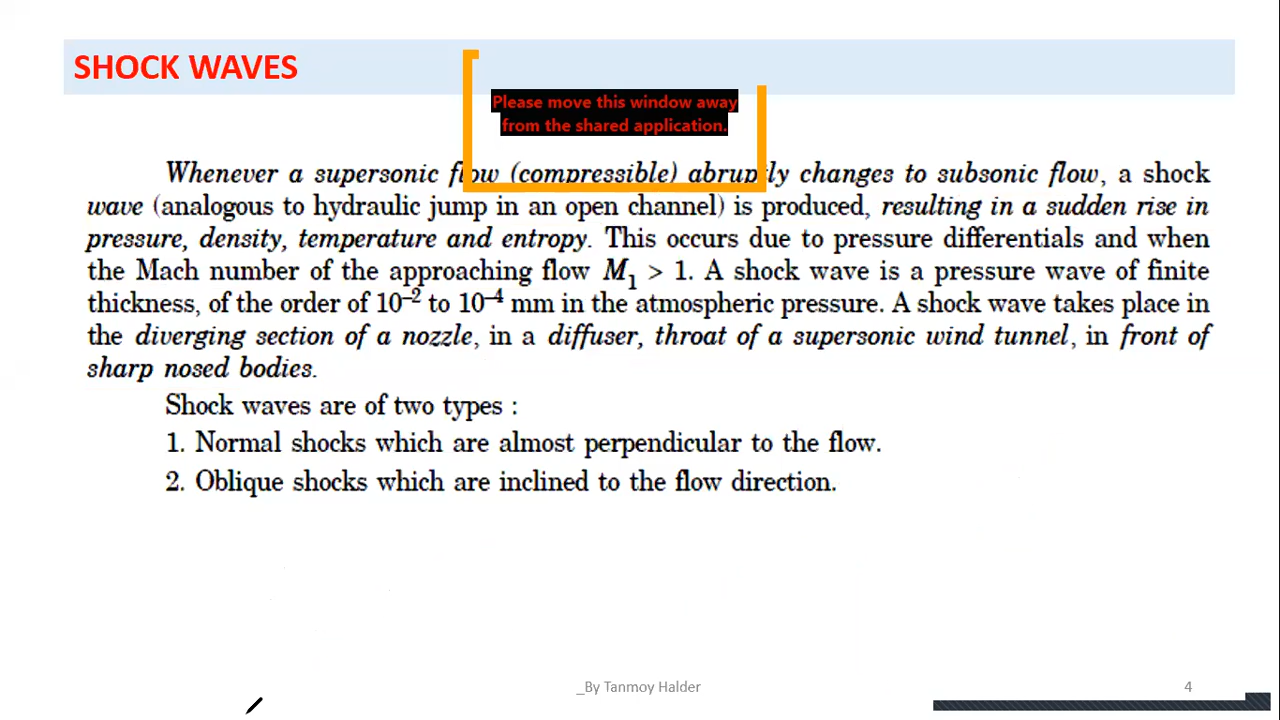 SHOCK WAVES
Please move this window away
from the shared application.
Whenever a supersonic flow (compressible) abruptly changes to subsonic flow, a shock
wave (analogous to hydraulic jump in an open channel) is produced, resulting in a sudden rise in
pressure, density, temperature and entropy. This occurs due to pressure differentials and when
the Mach number of the approaching flow M₁ > 1. A shock wave is a pressure wave of finite
thickness, of the order of 10⁻² to 10⁻⁴ mm in the atmospheric pressure. A shock wave takes place in
the diverging section of a nozzle, in a diffuser, throat of a supersonic wind tunnel, in front of
sharp nosed bodies.
Shock waves are of two types :
1. Normal shocks which are almost perpendicular to the flow.
2. Oblique shocks which are inclined to the flow direction.
_By Tanmoy Halder
4